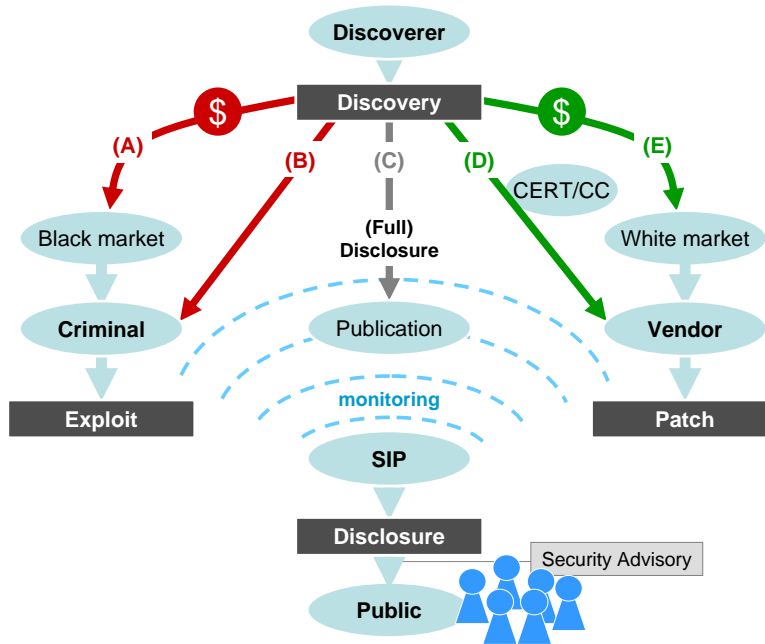 Discoverer
Discovery
$
$
(A)
(B)
(C)
(D)
(E)
CERT/CC
Black market
(Full)
Disclosure
White market
Criminal
Publication
Vendor
Exploit
monitoring
Patch
SIP
Disclosure
Security Advisory
Public